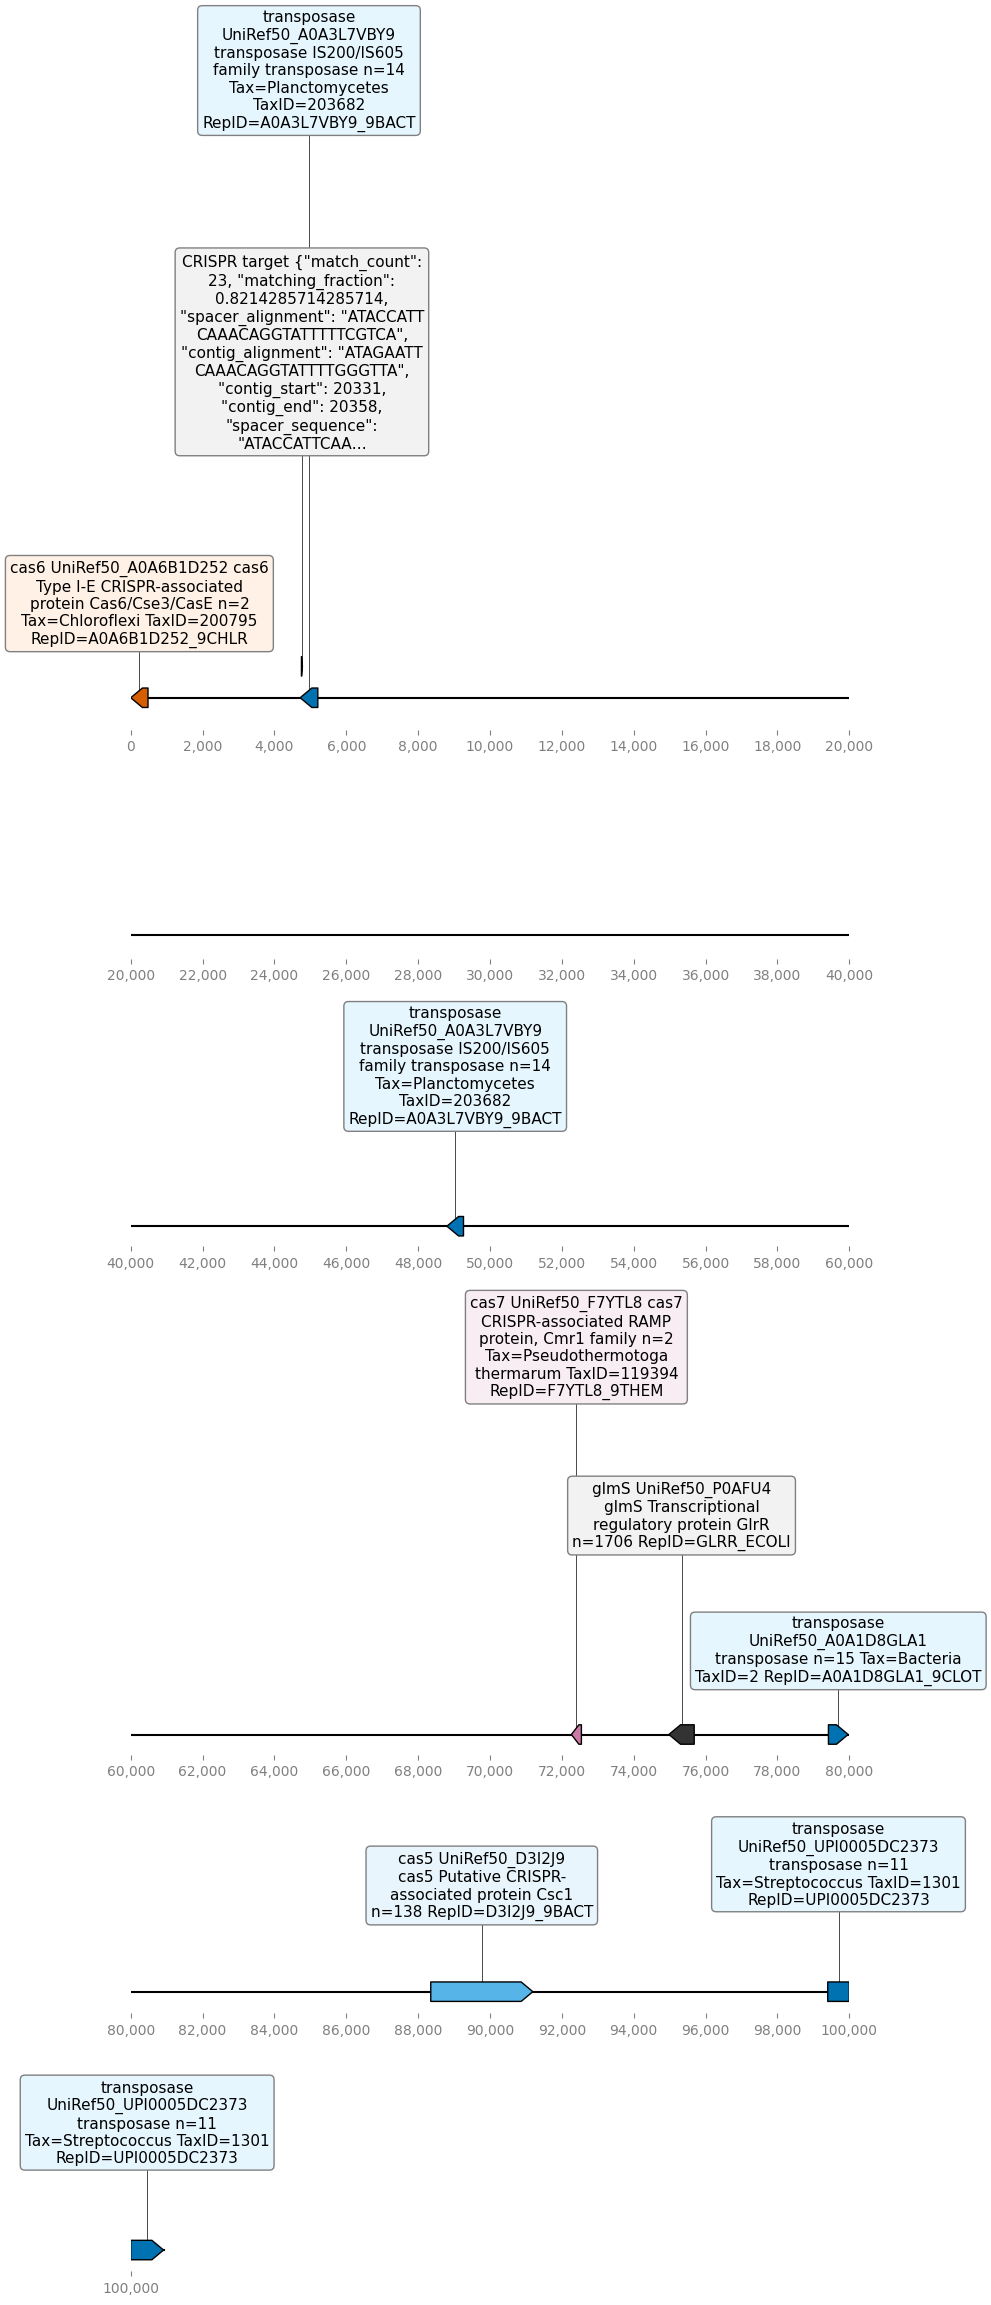 transposase
UniRef50_A0A3L7VBY9
transposase IS200/IS605
family transposase n=14
Tax=Planctomycetes
TaxID=203682
RepID=A0A3L7VBY9_9BACT
CRISPR target {"match_count":
23, "matching_fraction":
0.8214285714285714,
"spacer_alignment": "ATACCATT
CAAACAGGTATTTTTCGTCA",
"contig_alignment": "ATAGAATT
CAAACAGGTATTTTGGGTTA",
"contig_start": 20331,
"contig_end": 20358,
"spacer_sequence":
"ATACCATTCAA...
cas6 UniRef50_A0A6B1D252 cas6
Type I-E CRISPR-associated
protein Cas6/Cse3/CasE n=2
Tax=Chloroflexi TaxID=200795
RepID=A0A6B1D252_9CHLR
0 2,000 4,000 6,000 8,000 10,000 12,000 14,000 16,000 18,000 20,000
20,000 22,000 24,000 26,000 28,000 30,000 32,000 34,000 36,000 38,000 40,000
transposase
UniRef50_A0A3L7VBY9
transposase IS200/IS605
family transposase n=14
Tax=Planctomycetes
TaxID=203682
RepID=A0A3L7VBY9_9BACT
40,000 42,000 44,000 46,000 48,000 50,000 52,000 54,000 56,000 58,000 60,000
cas7 UniRef50_F7YTL8 cas7
CRISPR-associated RAMP
protein, Cmr1 family n=2
Tax=Pseudothermotoga
thermarum TaxID=119394
RepID=F7YTL8_9THEM
glmS UniRef50_P0AFU4
glmS Transcriptional
regulatory protein GlrR
n=1706 RepID=GLRR_ECOLI
transposase
UniRef50_A0A1D8GLA1
transposase n=15 Tax=Bacteria
TaxID=2 RepID=A0A1D8GLA1_9CLOT
60,000 62,000 64,000 66,000 68,000 70,000 72,000 74,000 76,000 78,000 80,000
transposase
UniRef50_UPI0005DC2373
transposase n=11
Tax=Streptococcus TaxID=1301
RepID=UPI0005DC2373
cas5 UniRef50_D3I2J9
cas5 Putative CRISPR-
associated protein Csc1
n=138 RepID=D3I2J9_9BACT
80,000 82,000 84,000 86,000 88,000 90,000 92,000 94,000 96,000 98,000 100,000
transposase
UniRef50_UPI0005DC2373
transposase n=11
Tax=Streptococcus TaxID=1301
RepID=UPI0005DC2373
100,000